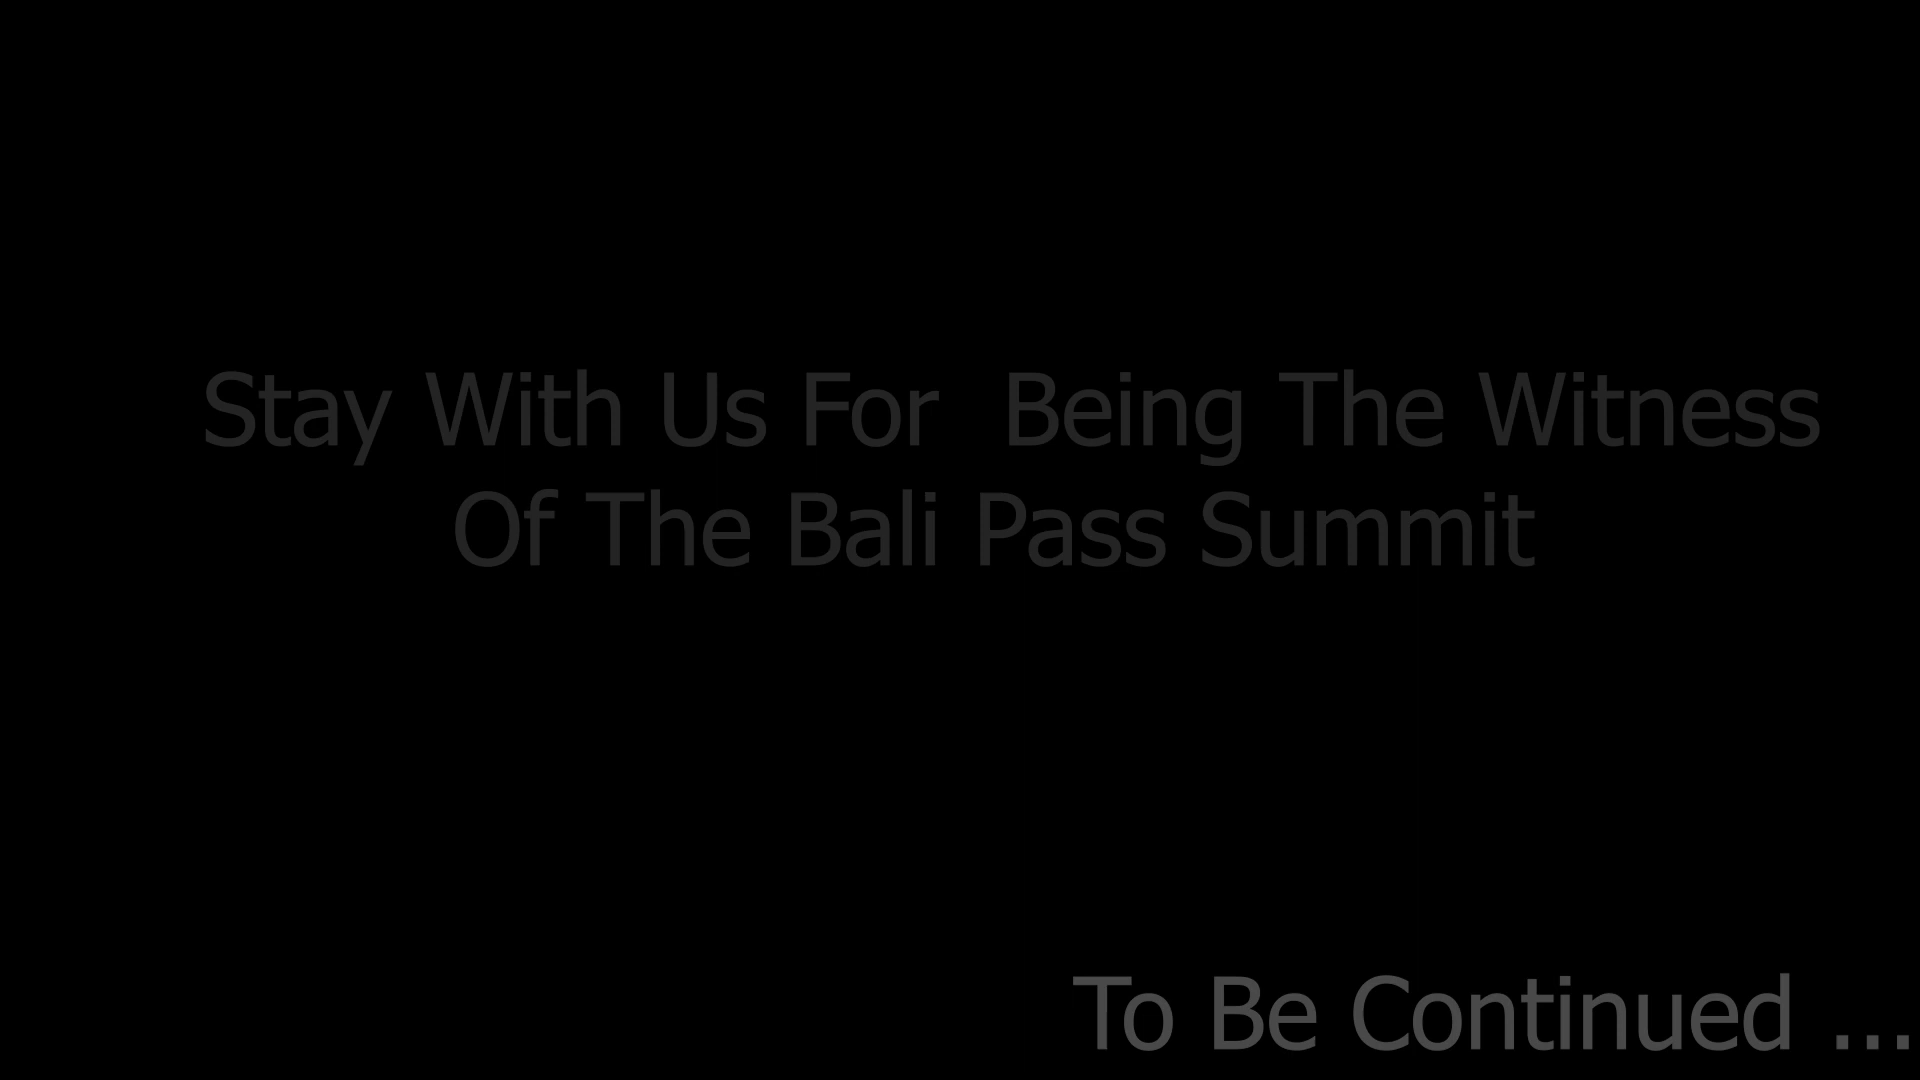 Stay With Us For  Being The Witness
Of The Bali Pass Summit
To Be Continued ...